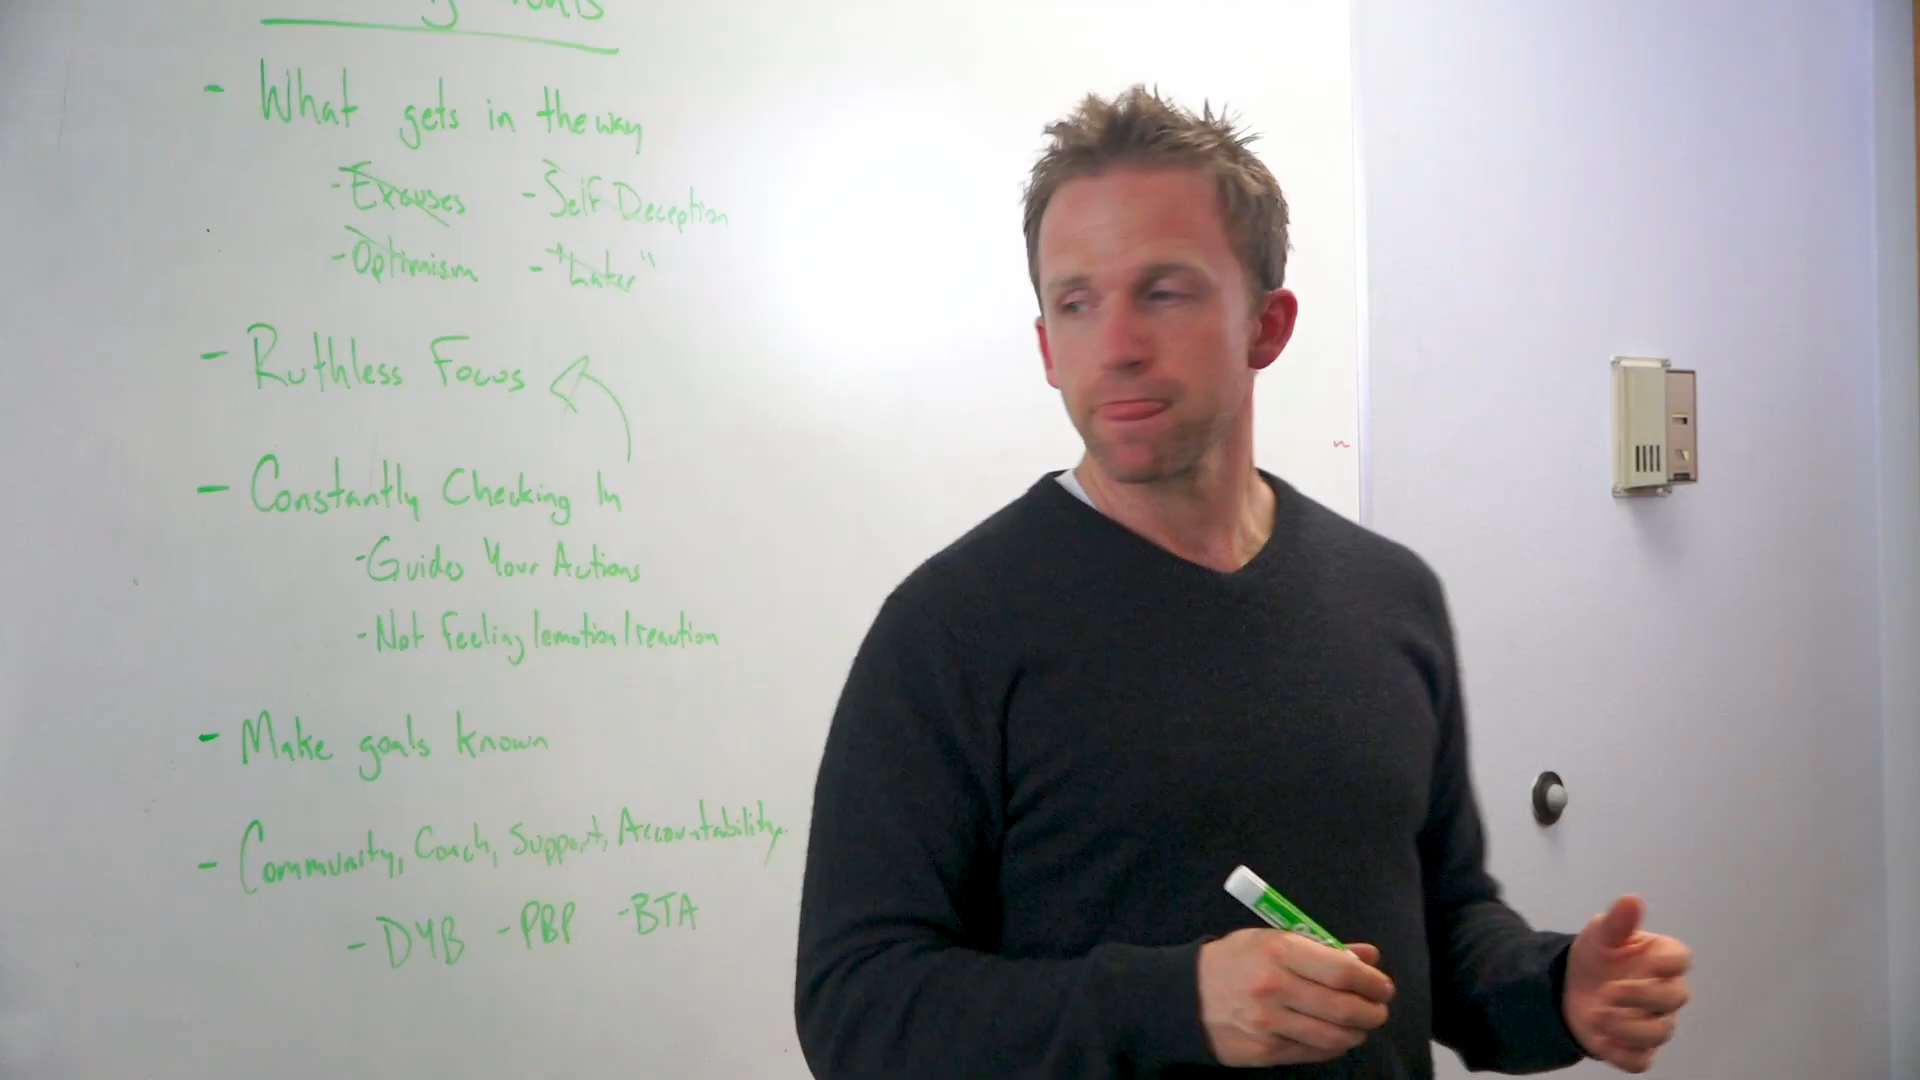 - What gets in the way
- Excuses - Self Deception
- Optimism - "Later"
- Ruthless Focus
- Constantly Checking In
- Guides Your Actions
- Not feeling/emotion/reaction
- Make goals known
- Community, Coach, Support, Accountability.
- DYB - PBP - BTA